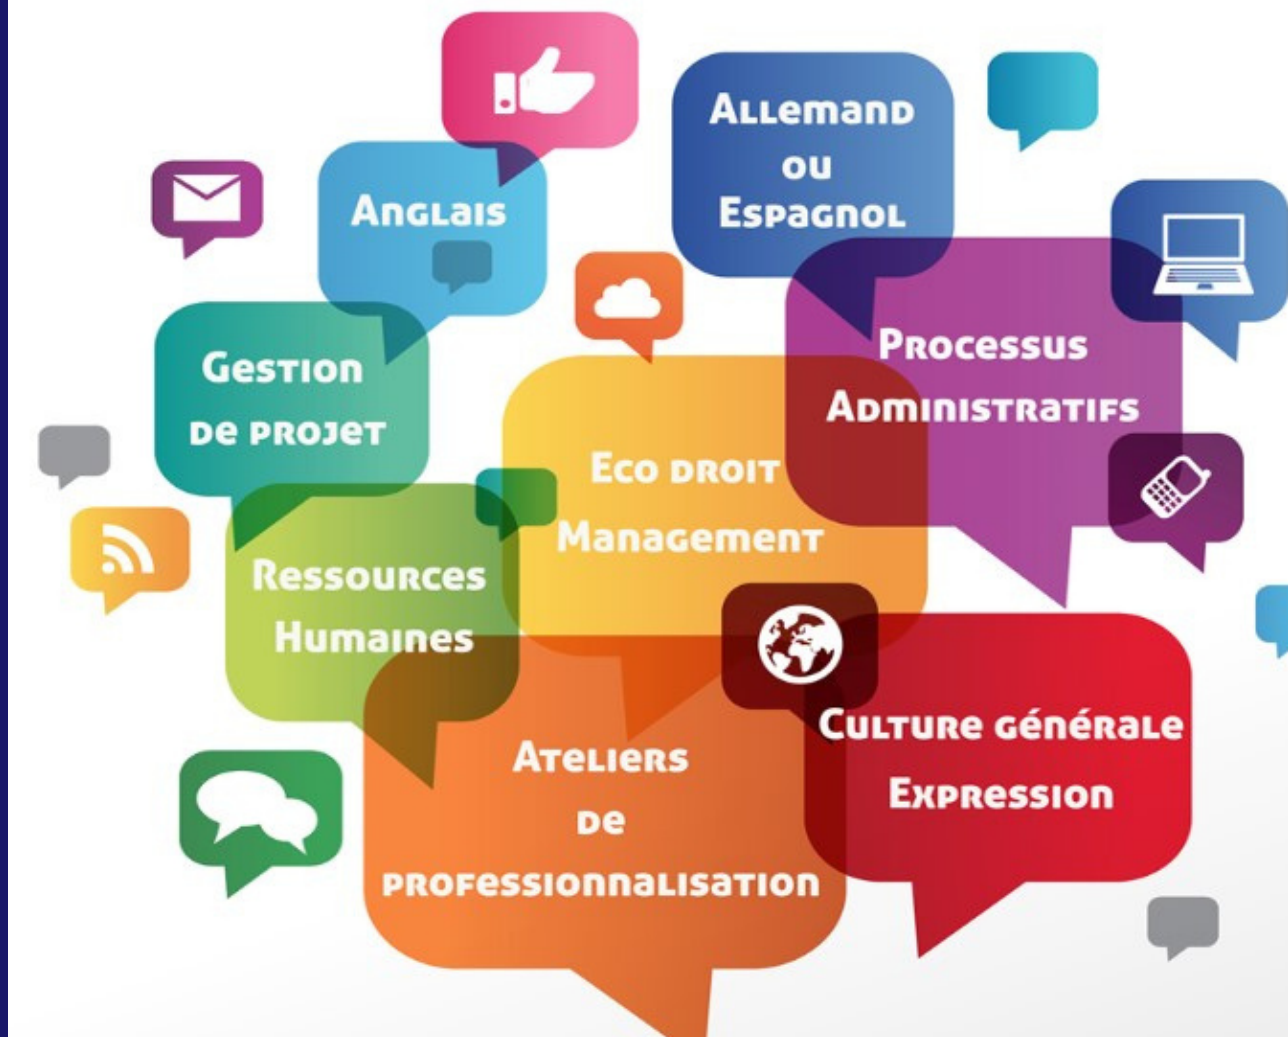 Allemand
ou
Espagnol
Anglais
Processus
Administratifs
Gestion
de projet
Eco droit
Management
Ressources
Humaines
Culture générale
Expression
Ateliers
de
professionnalisation